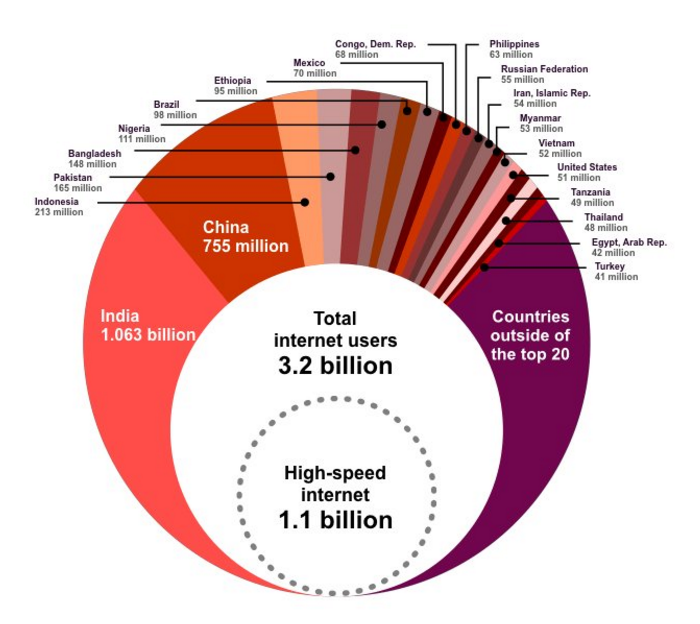 Congo, Dem. Rep.
68 million
Philippines
63 million
Mexico
70 million
Russian Federation
55 million
Ethiopia
95 million
Iran, Islamic Rep.
54 million
Brazil
98 million
Myanmar
53 million
Nigeria
111 million
Vietnam
52 million
Bangladesh
148 million
United States
51 million
Pakistan
165 million
Tanzania
49 million
Indonesia
213 million
Thailand
48 million
China
755 million
Egypt, Arab Rep.
42 million
Turkey
41 million
India
1.063 billion
Countries
outside of
the top 20
Total
internet users
3.2 billion
High-speed
internet
1.1 billion